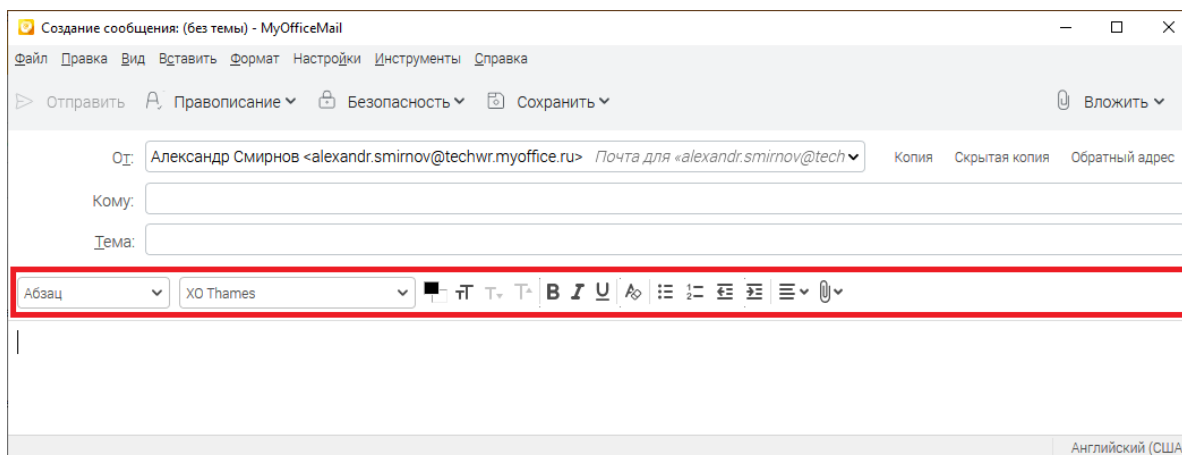 Создание сообщения: (без темы) - MyOfficeMail
Файл Правка Вид Вставить Формат Настройки Инструменты Справка
Отправить Правописание Безопасность Сохранить Вложить
От: Александр Смирнов <alexandr.smirnov@techwr.myoffice.ru> Почта для «alexandr.smirnov@tech Копия Скрытая копия Обратный адрес
Кому:
Тема:
Абзац XO Thames B I U
Английский (США